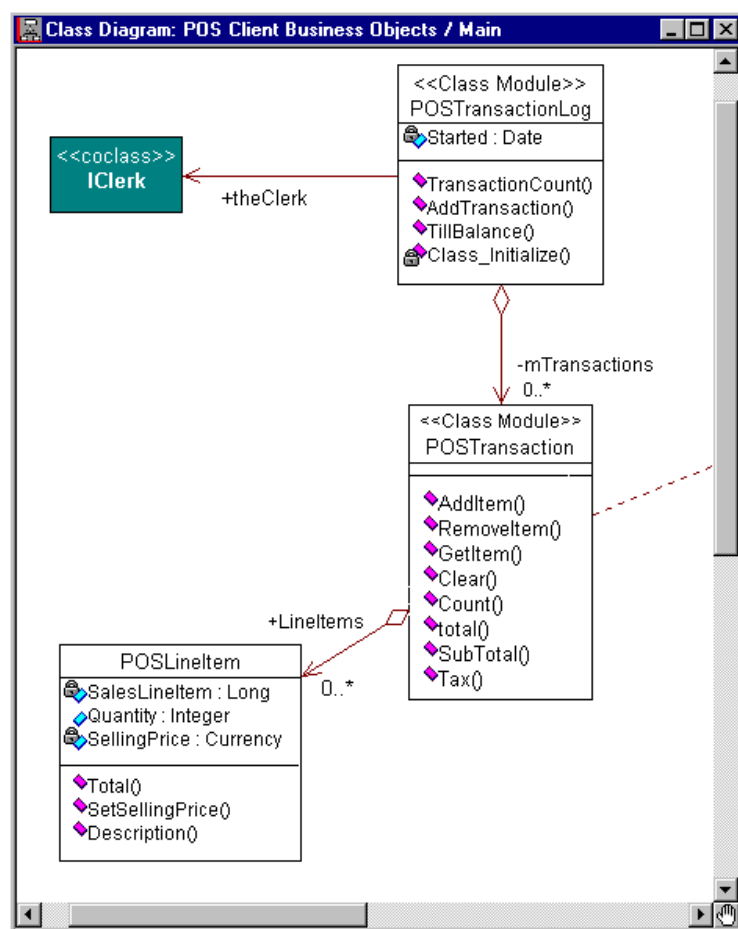 Class Diagram: POS Client Business Objects / Main
<<Class Module>>
POSTransactionLog
Started : Date
TransactionCount()
AddTransaction()
TillBalance()
Class_Initialize()
<<coclass>>
IClerk
+theClerk
-mTransactions
0..*
<<Class Module>>
POSTransaction
AddItem()
RemoveItem()
GetItem()
Clear()
Count()
total()
SubTotal()
Tax()
+LineItems
0..*
POSLineItem
SalesLineItem : Long
Quantity : Integer
SellingPrice : Currency
Total()
SetSellingPrice()
Description()